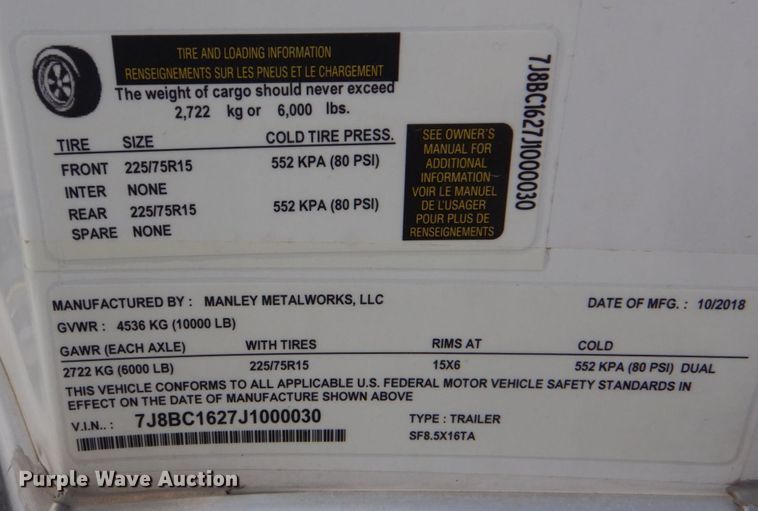 TIRE AND LOADING INFORMATION
RENSEIGNEMENTS SUR LES PNEUS ET LE CHARGEMENT
The weight of cargo should never exceed
2,722 kg or 6,000 lbs.
TIRE SIZE COLD TIRE PRESS.
FRONT 225/75R15 552 KPA (80 PSI)
INTER NONE
REAR 225/75R15 552 KPA (80 PSI)
SPARE NONE
SEE OWNER'S
MANUAL FOR
ADDITIONAL
INFORMATION
VOIR LE MANUEL
DE L'USAGER
POUR PLUS DE
RENSEIGNEMENTS
7J8BC1627J1000030
MANUFACTURED BY : MANLEY METALWORKS, LLC DATE OF MFG. : 10/2018
GVWR : 4536 KG (10000 LB)
GAWR (EACH AXLE) WITH TIRES RIMS AT COLD
2722 KG (6000 LB) 225/75R15 15X6 552 KPA (80 PSI) DUAL
THIS VEHICLE CONFORMS TO ALL APPLICABLE U.S. FEDERAL MOTOR VEHICLE SAFETY STANDARDS IN
EFFECT ON THE DATE OF MANUFACTURE SHOWN ABOVE
V.I.N.. : 7J8BC1627J1000030 TYPE : TRAILER
SF8.5X16TA
Purple Wave Auction